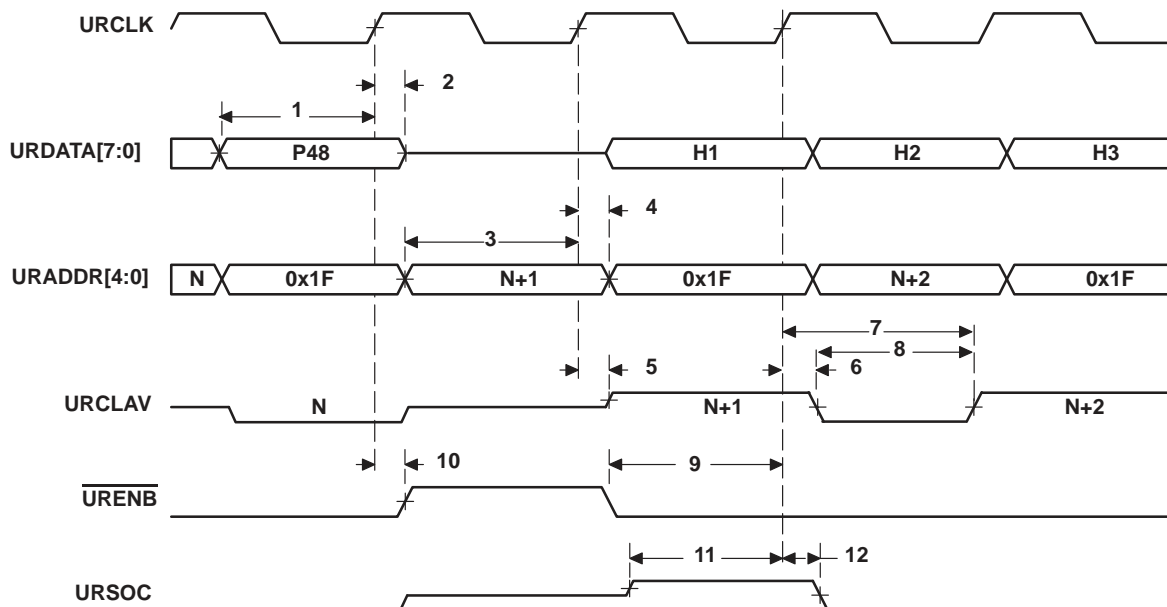 URCLK
2
1
URDATA[7:0] P48 H1 H2 H3
4
3
URADDR[4:0] N 0x1F N+1 0x1F N+2 0x1F
7
8
5 6
URCLAV N N+1 N+2
10 9
URENB
11 12
URSOC